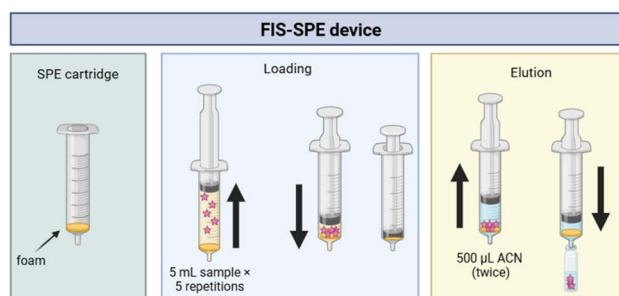 FIS-SPE device
SPE cartridge
foam
Loading
5 mL sample ×
5 repetitions
Elution
500 µL ACN
(twice)